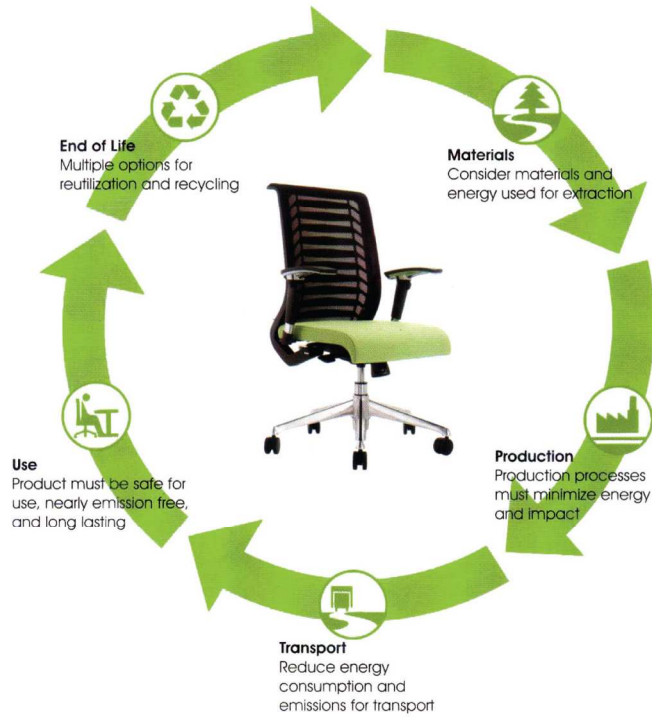 End of Life
Multiple options for
reutilization and recycling
Materials
Consider materials and
energy used for extraction
Production
Production processes
must minimize energy
and impact
Transport
Reduce energy
consumption and
emissions for transport
Use
Product must be safe for
use, nearly emission free,
and long lasting